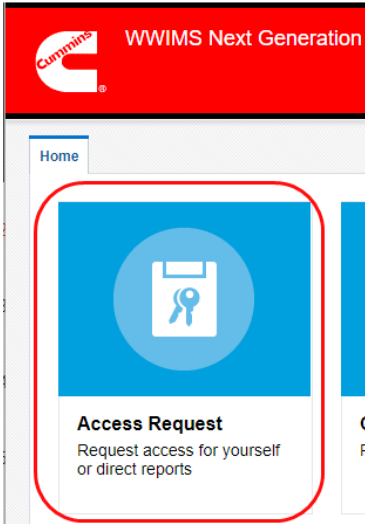 Cummins
®
WWIMS Next Generation
Home
Access Request
Request access for yourself
or direct reports